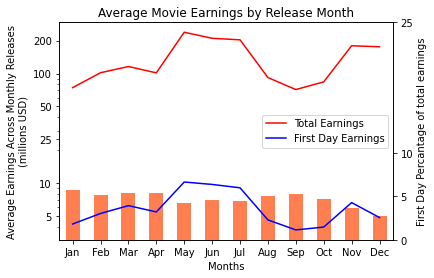 Average Movie Earnings by Release Month
Average Earnings Across Monthly Releases
(millions USD)
200
100
50
25
10
5
Total Earnings
First Day Earnings
25
10
5
0
First Day Percantage of total earnings
Jan Feb Mar Apr May Jun Jul Aug Sep Oct Nov Dec
Months